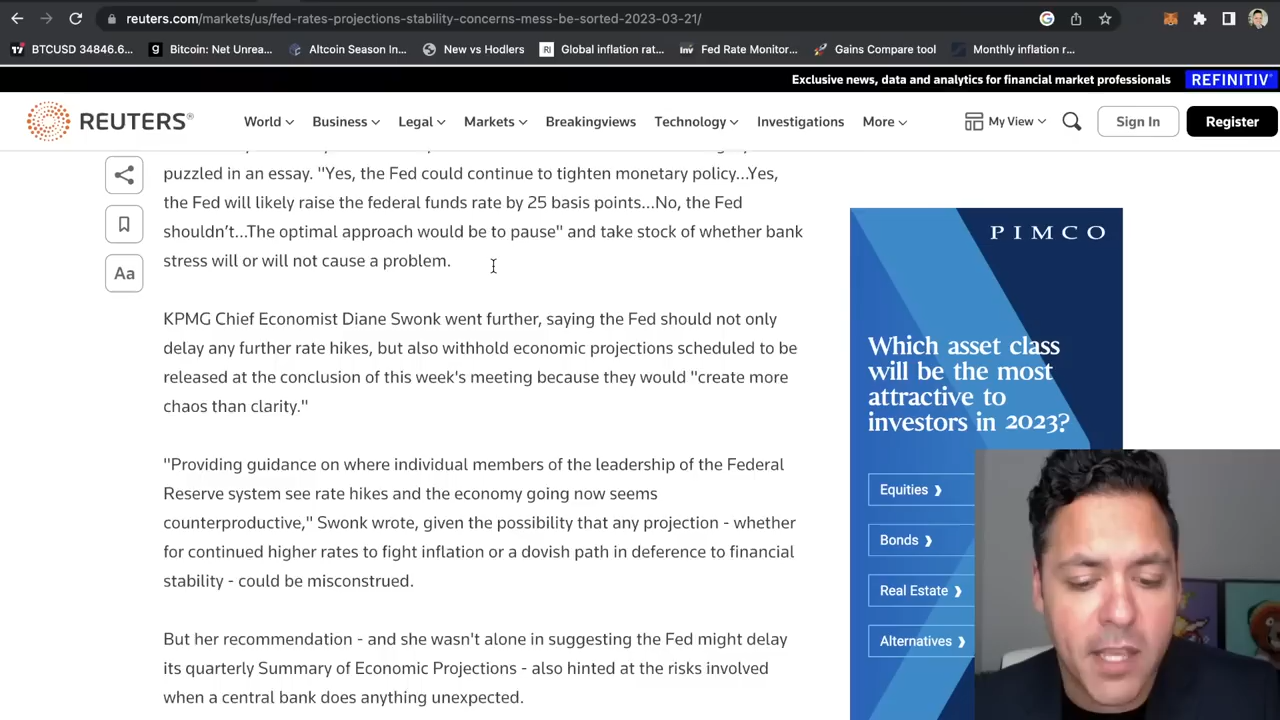 reuters.com/markets/us/fed-rates-projections-stability-concerns-mess-be-sorted-2023-03-21/
BTCUSD 34846.6... Bitcoin: Net Unrea... Altcoin Season In... New vs Hodlers Global inflation rat... Fed Rate Monitor... Gains Compare tool Monthly inflation r...
Exclusive news, data and analytics for financial market professionals REFINITIV
REUTERS® World Business Legal Markets Breakingviews Technology Investigations More My View Sign In Register
puzzled in an essay. "Yes, the Fed could continue to tighten monetary policy...Yes,
the Fed will likely raise the federal funds rate by 25 basis points...No, the Fed
shouldn't...The optimal approach would be to pause" and take stock of whether bank
stress will or will not cause a problem.
Aa
KPMG Chief Economist Diane Swonk went further, saying the Fed should not only
delay any further rate hikes, but also withhold economic projections scheduled to be
released at the conclusion of this week's meeting because they would "create more
chaos than clarity."
"Providing guidance on where individual members of the leadership of the Federal
Reserve system see rate hikes and the economy going now seems
counterproductive," Swonk wrote, given the possibility that any projection - whether
for continued higher rates to fight inflation or a dovish path in deference to financial
stability - could be misconstrued.
But her recommendation - and she wasn't alone in suggesting the Fed might delay
its quarterly Summary of Economic Projections - also hinted at the risks involved
when a central bank does anything unexpected.
PIMCO
Which asset class
will be the most
attractive to
investors in 2023?
Equities
Bonds
Real Estate
Alternatives